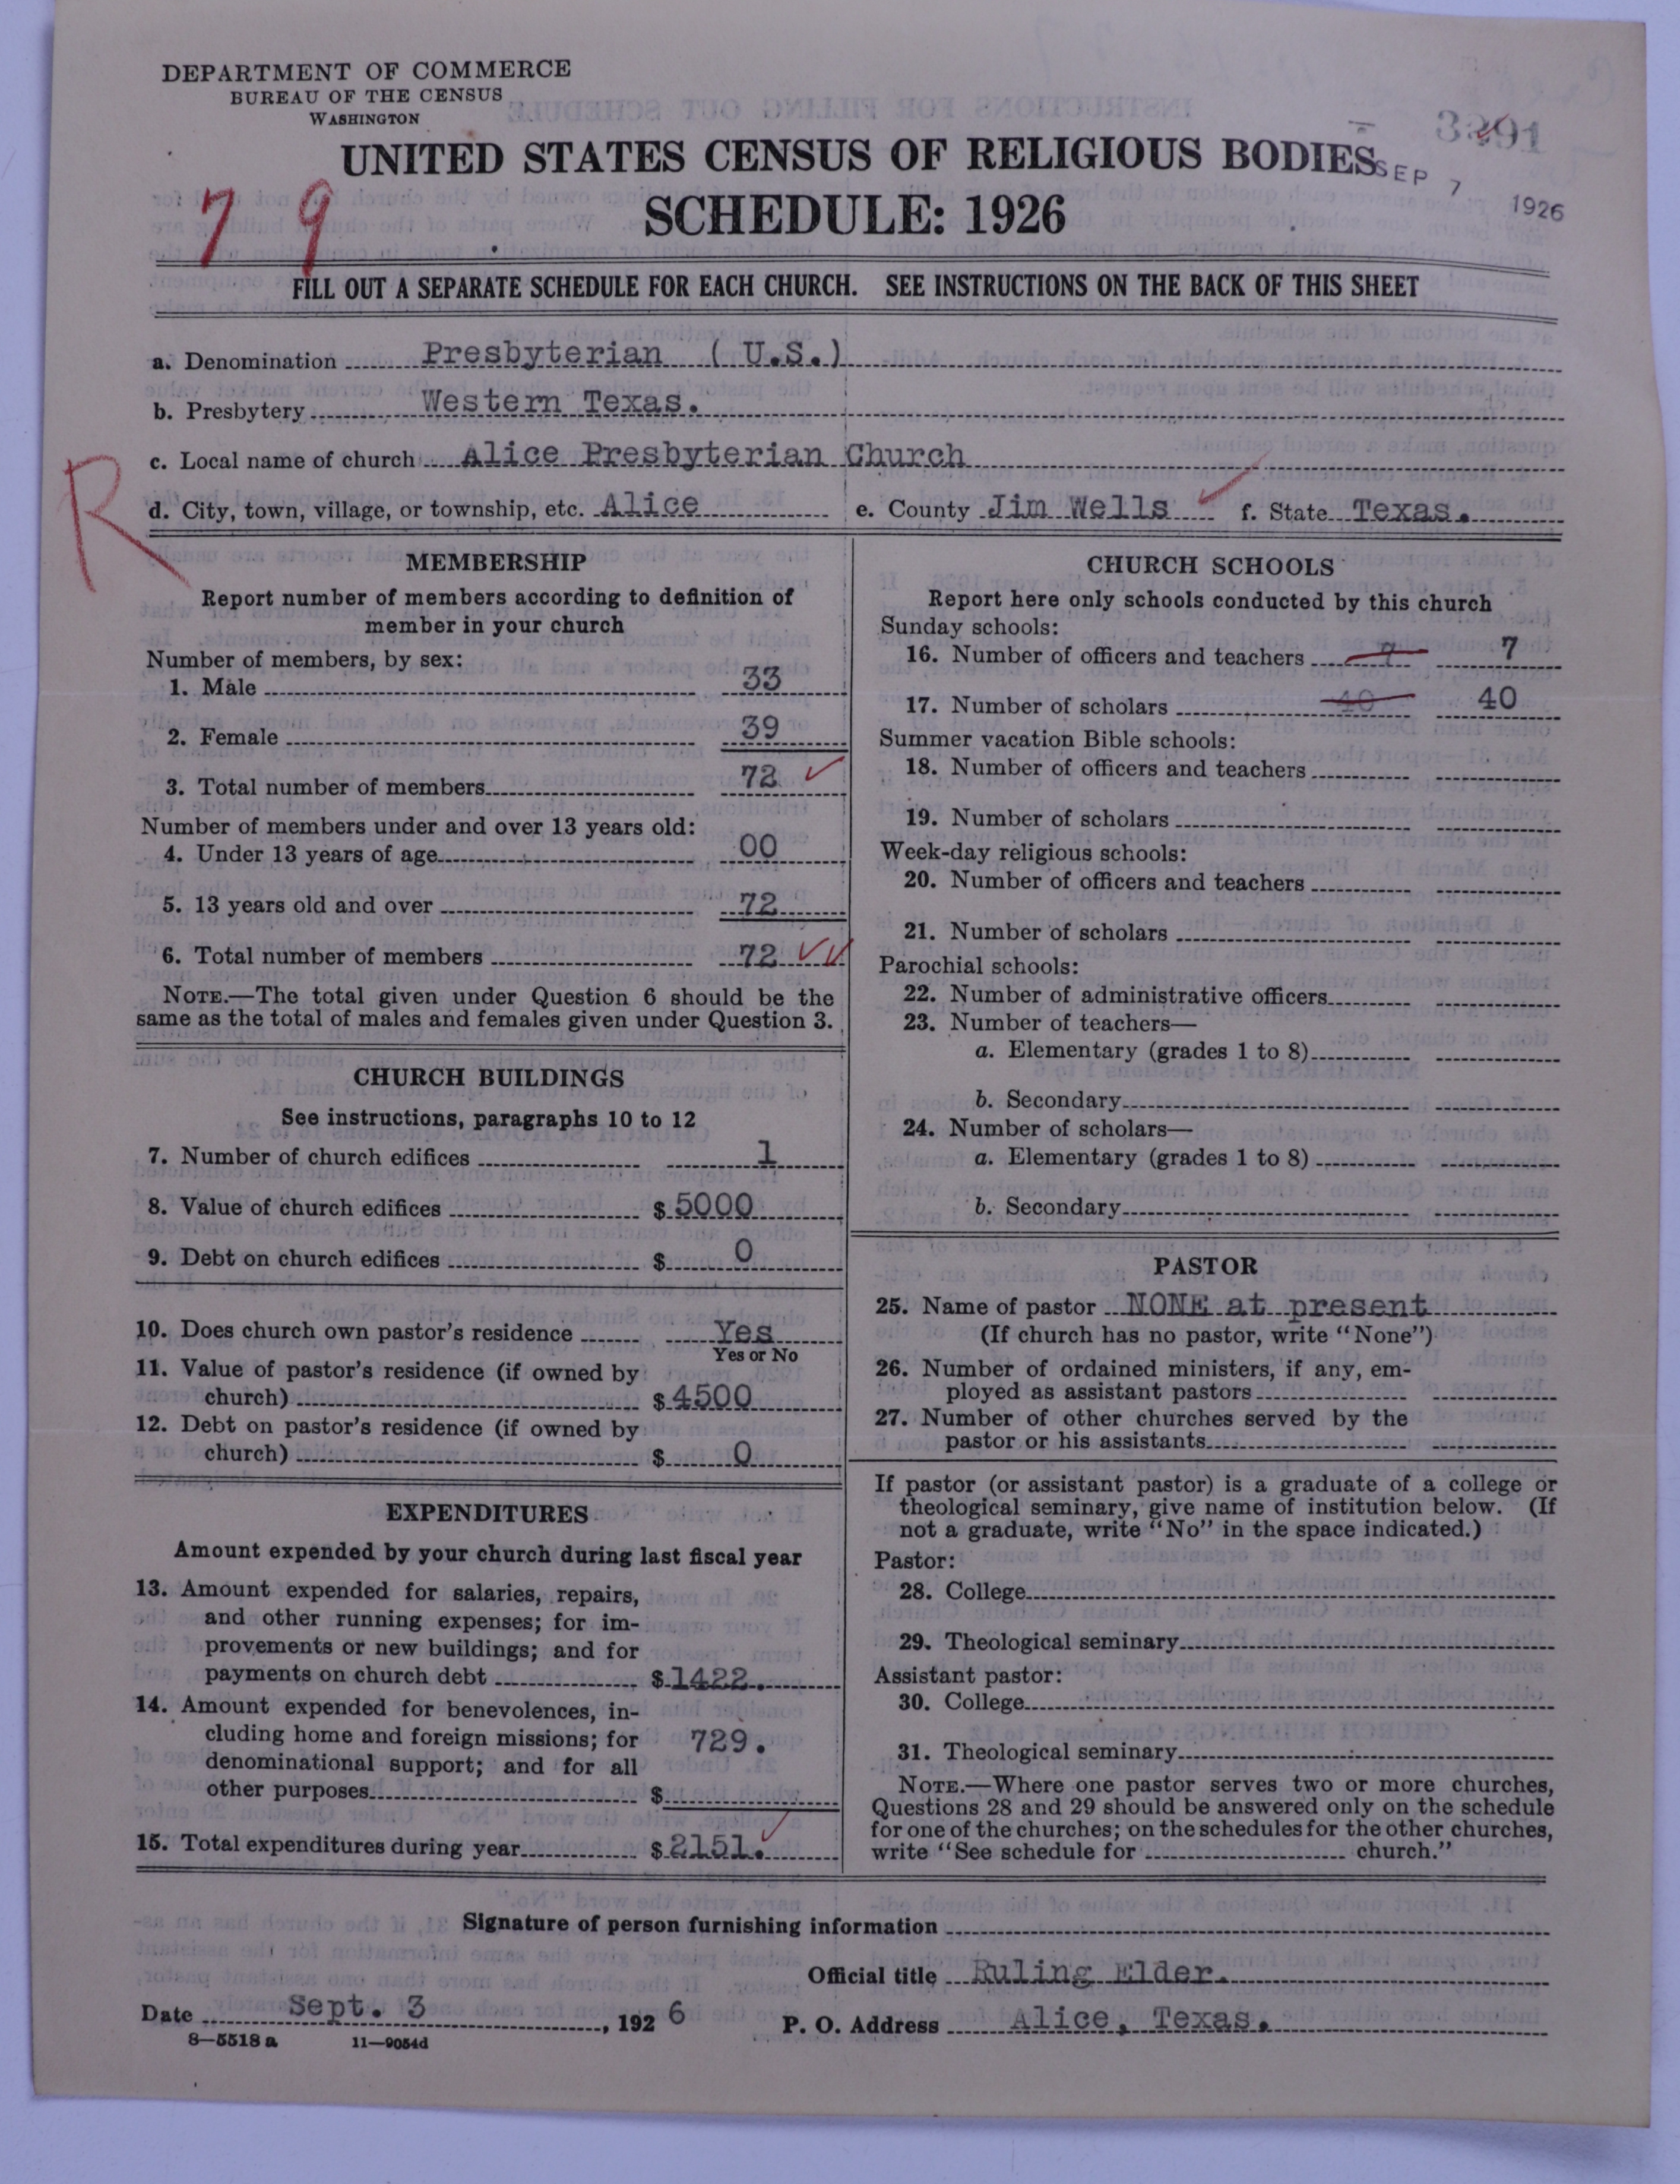 DEPARTMENT OF COMMERCE
BUREAU OF THE CENSUS
WASHINGTON
UNITED STATES CENSUS OF RELIGIOUS BODIES
SEP 7 1926
7 9
SCHEDULE: 1926
FILL OUT A SEPARATE SCHEDULE FOR EACH CHURCH. SEE INSTRUCTIONS ON THE BACK OF THIS SHEET
a. Denomination Presbyterian (U.S.)
b. Presbytery Western Texas.
c. Local name of church Alice Presbyterian Church
R
d. City, town, village, or township, etc. Alice e. County Jim Wells f. State Texas.
MEMBERSHIP
Report number of members according to definition of
member in your church
Number of members, by sex:
1. Male 33
2. Female 39
3. Total number of members 72
Number of members under and over 13 years old:
4. Under 13 years of age 00
5. 13 years old and over 72
6. Total number of members 72
NOTE.—The total given under Question 6 should be the
same as the total of males and females given under Question 3.
CHURCH BUILDINGS
See instructions, paragraphs 10 to 12
7. Number of church edifices 1
8. Value of church edifices $ 5000
9. Debt on church edifices $ 0
10. Does church own pastor's residence Yes
Yes or No
11. Value of pastor's residence (if owned by
church) $ 4500
12. Debt on pastor's residence (if owned by
church) $ 0
EXPENDITURES
Amount expended by your church during last fiscal year
13. Amount expended for salaries, repairs,
and other running expenses; for im-
provements or new buildings; and for
payments on church debt $ 1422.
14. Amount expended for benevolences, in-
cluding home and foreign missions; for 729.
denominational support; and for all
other purposes $
15. Total expenditures during year $ 2151.
CHURCH SCHOOLS
Report here only schools conducted by this church
Sunday schools:
16. Number of officers and teachers 7 7
17. Number of scholars 40 40
Summer vacation Bible schools:
18. Number of officers and teachers
19. Number of scholars
Week-day religious schools:
20. Number of officers and teachers
21. Number of scholars
Parochial schools:
22. Number of administrative officers
23. Number of teachers—
a. Elementary (grades 1 to 8)
b. Secondary
24. Number of scholars—
a. Elementary (grades 1 to 8)
b. Secondary
PASTOR
25. Name of pastor NONE at present
(If church has no pastor, write "None")
26. Number of ordained ministers, if any, em-
ployed as assistant pastors
27. Number of other churches served by the
pastor or his assistants
If pastor (or assistant pastor) is a graduate of a college or
theological seminary, give name of institution below. (If
not a graduate, write "No" in the space indicated.)
Pastor:
28. College
29. Theological seminary
Assistant pastor:
30. College
31. Theological seminary
NOTE.—Where one pastor serves two or more churches,
Questions 28 and 29 should be answered only on the schedule
for one of the churches; on the schedules for the other churches,
write "See schedule for church."
Signature of person furnishing information
Official title Ruling Elder.
Date Sept. 3, 1926 P. O. Address Alice, Texas.
8—5518 a 11—9054d